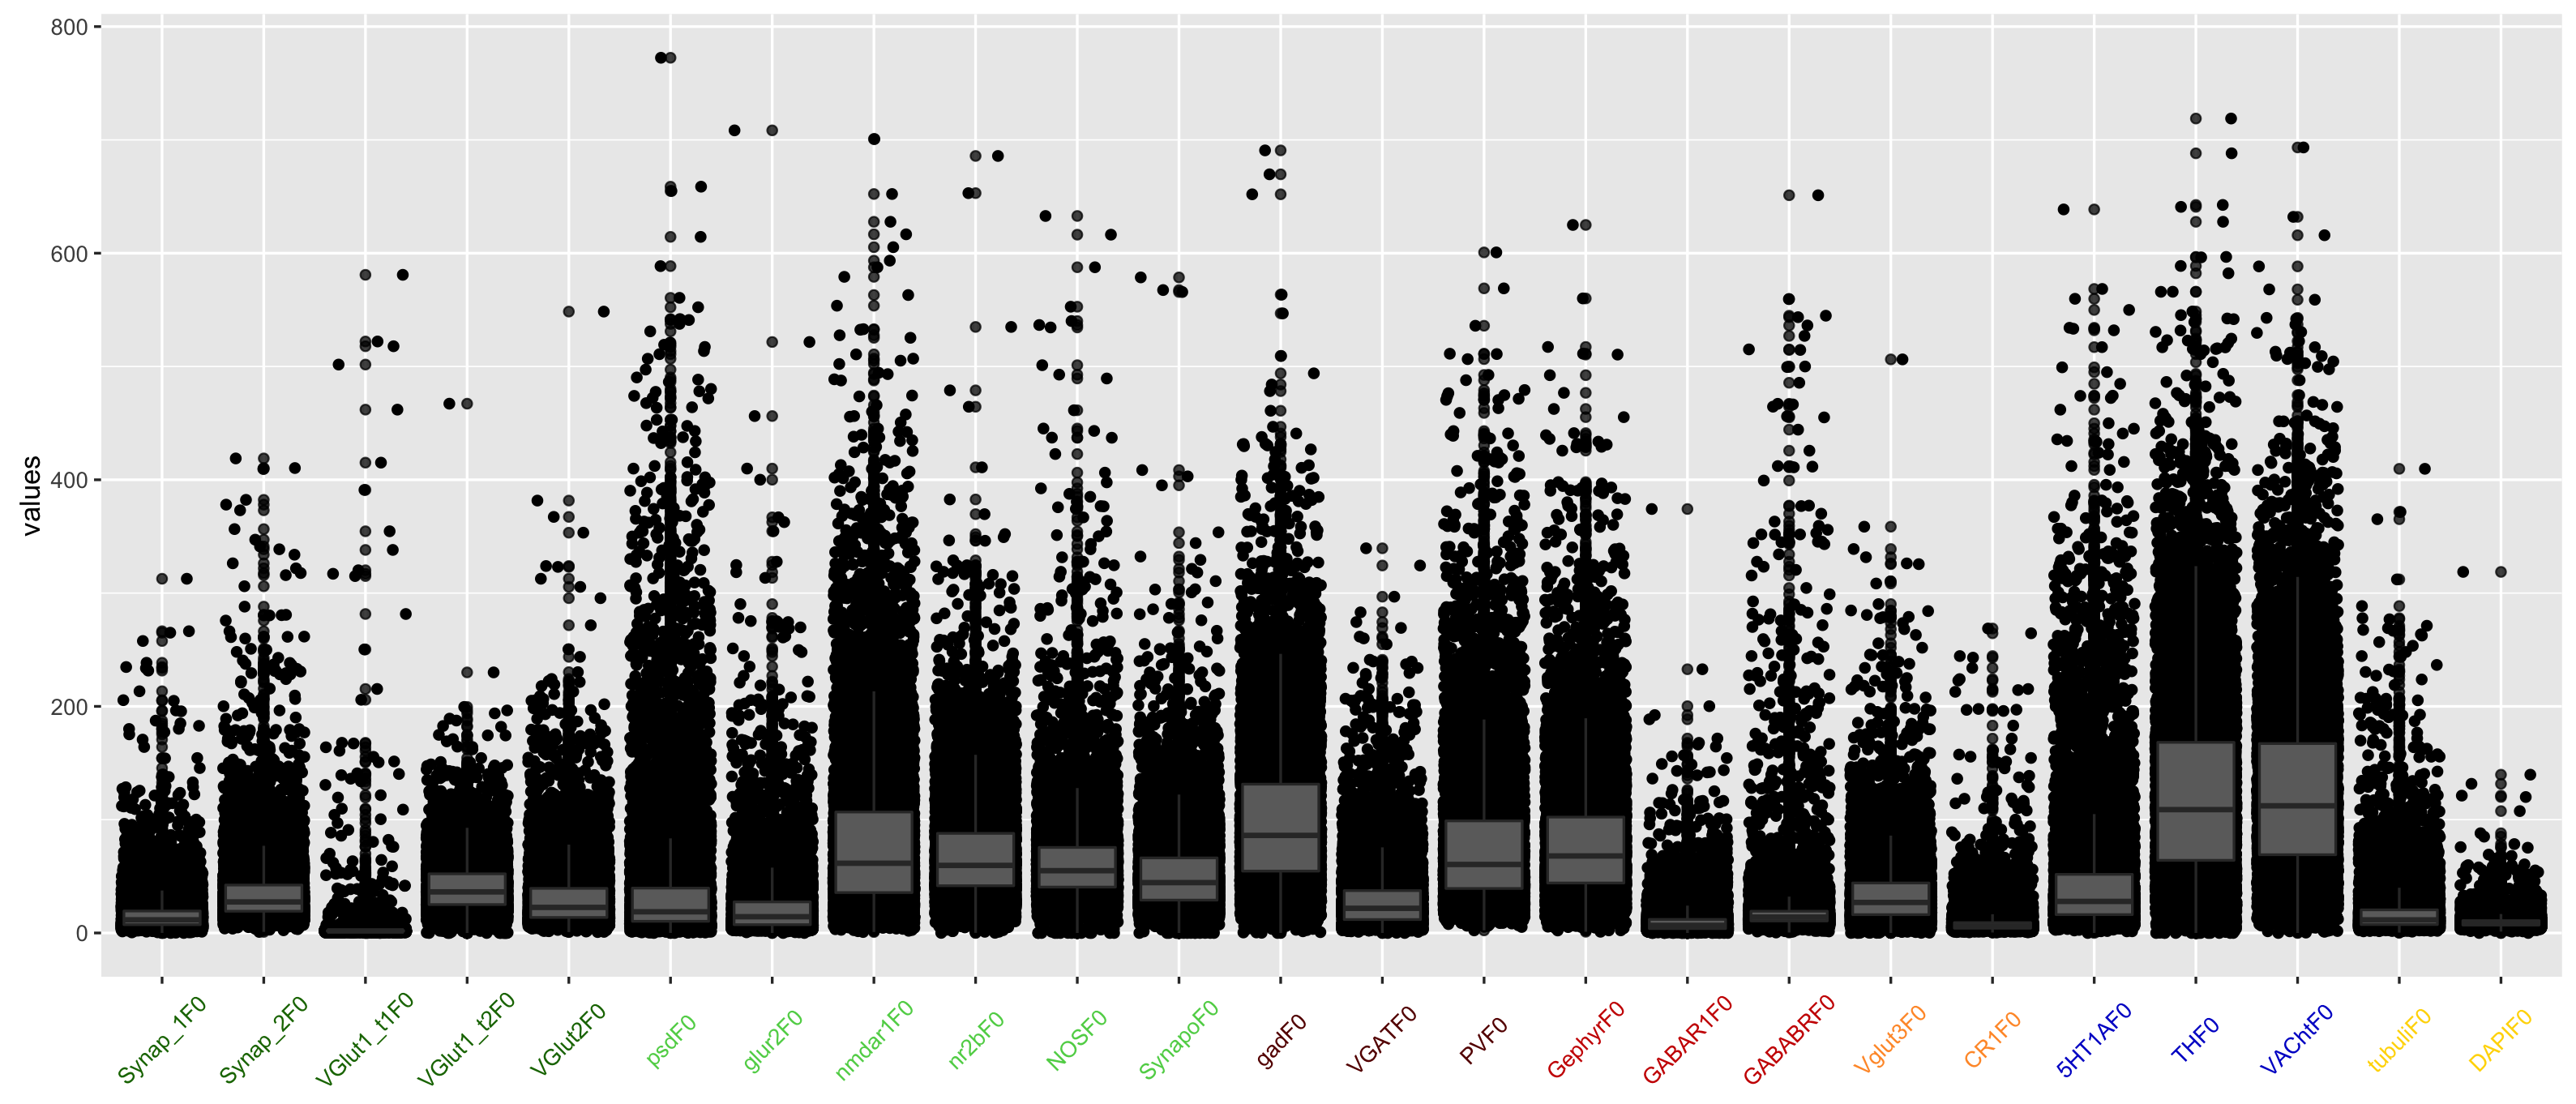 800
600
400
200
0
values
Synap_1F0
Synap_2F0
VGlut1_t1F0
VGlut1_t2F0
VGlut2F0
psdF0
glur2F0
nmdar1F0
nr2bF0
NOSF0
SynapoF0
gadF0
VGATF0
PVF0
GephyrF0
GABAR1F0
GABABRF0
Vglut3F0
CR1F0
5HT1AF0
THF0
VAChtF0
tubuliF0
DAPIF0